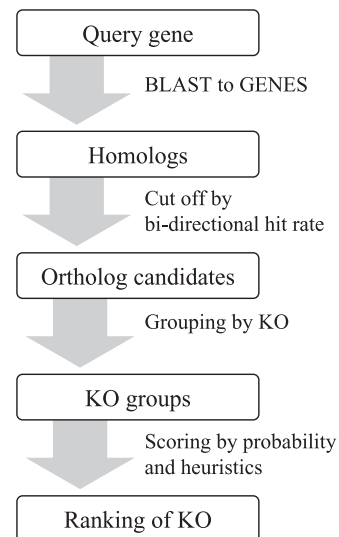 Query gene
BLAST to GENES
Homologs
Cut off by
bi-directional hit rate
Ortholog candidates
Grouping by KO
KO groups
Scoring by probability
and heuristics
Ranking of KO